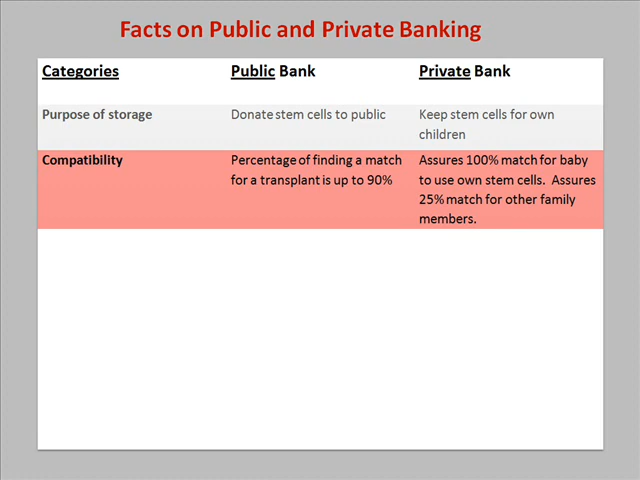 Facts on Public and Private Banking
Categories Public Bank Private Bank
Purpose of storage Donate stem cells to public Keep stem cells for own
children
Compatibility Percentage of finding a match Assures 100% match for baby
for a transplant is up to 90% to use own stem cells. Assures
25% match for other family
members.